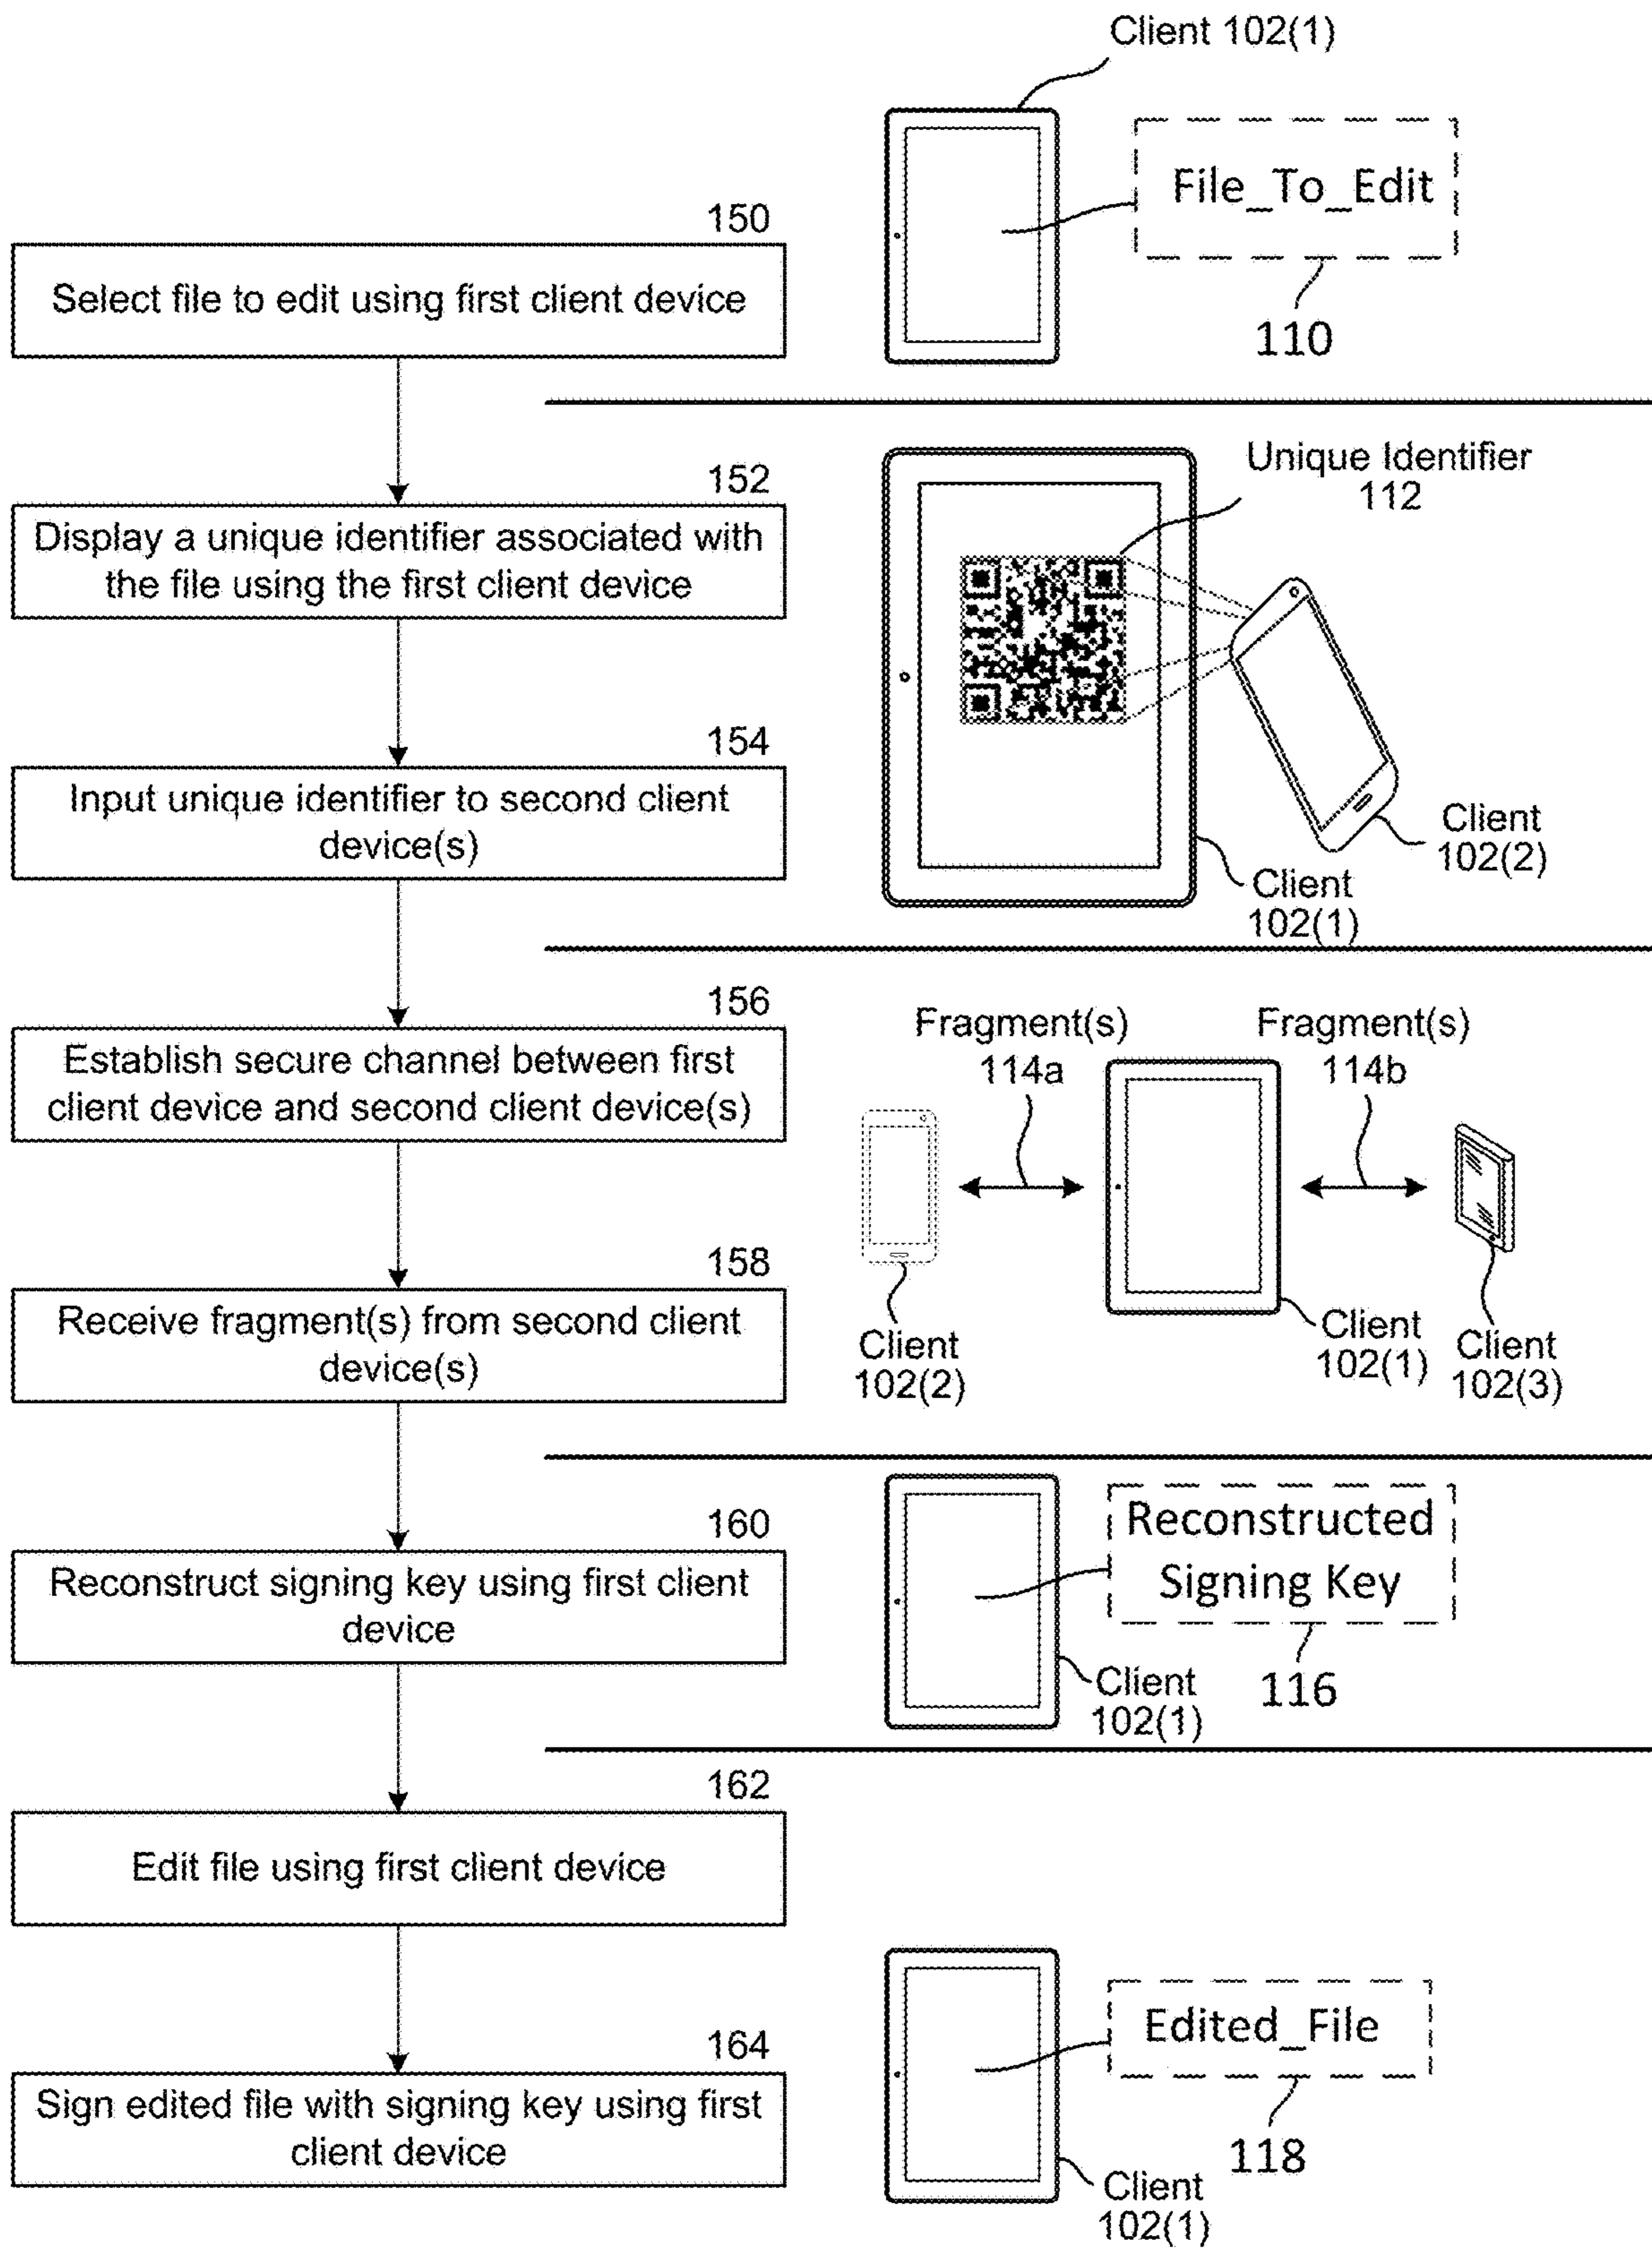 Client 102(1)
File_To_Edit
110
150
Select file to edit using first client device
Unique Identifier
112
152
Display a unique identifier associated with
the file using the first client device
154
Input unique identifier to second client
device(s)
Client
102(2)
Client
102(1)
156
Establish secure channel between first
client device and second client device(s)
Fragment(s)
114a
Fragment(s)
114b
158
Receive fragment(s) from second client
device(s)
Client
102(2)
Client
102(1)
Client
102(3)
160
Reconstruct signing key using first client
device
Reconstructed
Signing Key
116
Client
102(1)
162
Edit file using first client device
164
Sign edited file with signing key using first
client device
Edited_File
118
Client
102(1)